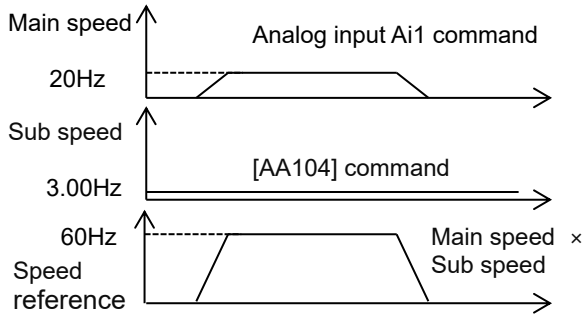 Main speed
Analog input Ai1 command
20Hz
Sub speed
[AA104] command
3.00Hz
60Hz
Main speed ×
Sub speed
Speed
reference